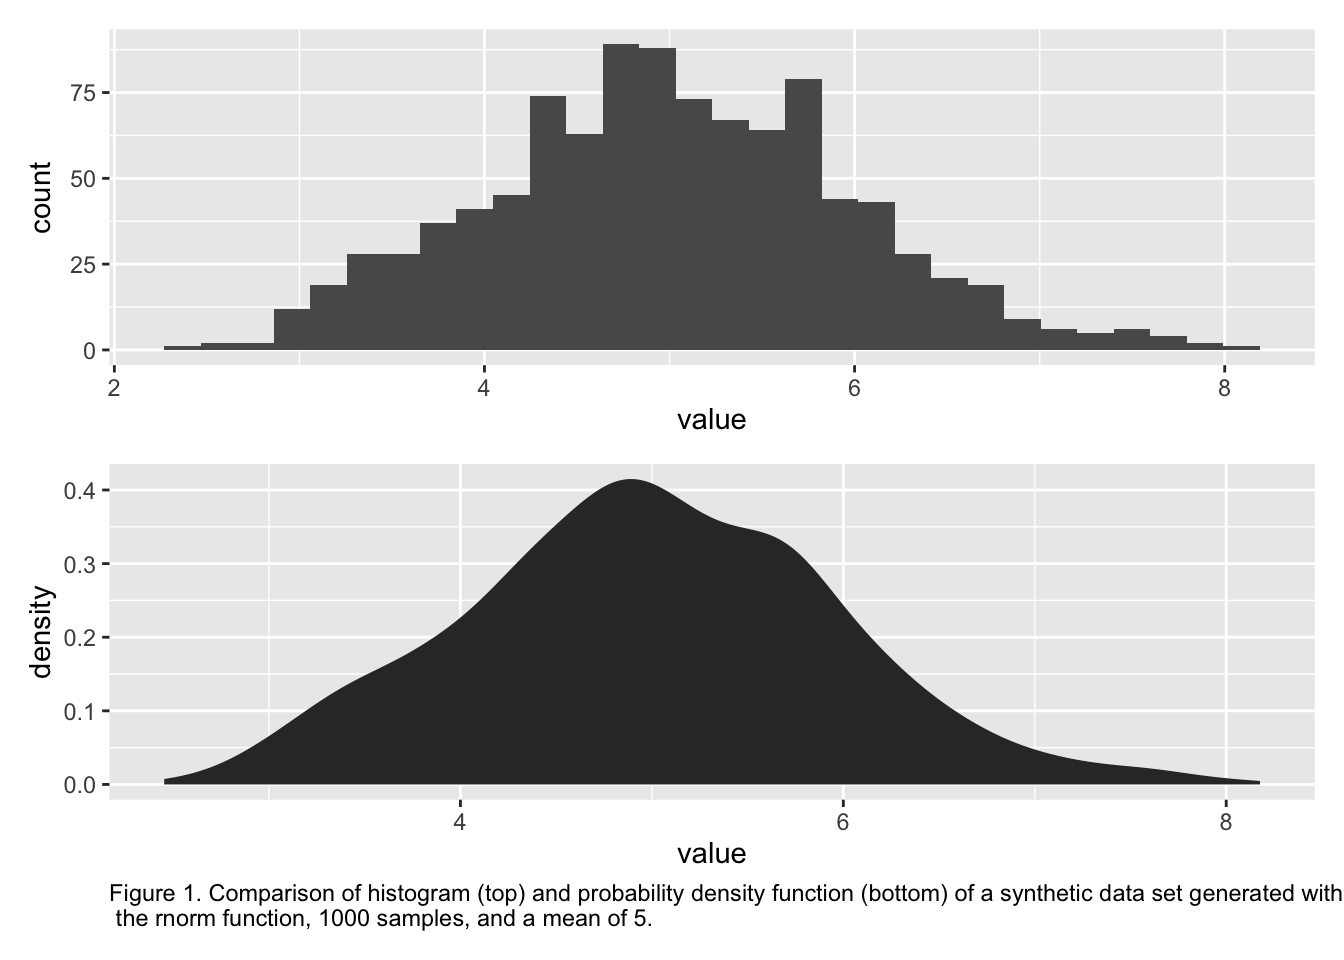 75
50
25
0
count
2 4 6 8
value
0.4
0.3
0.2
0.1
0.0
density
4 6 8
value
Figure 1. Comparison of histogram (top) and probability density function (bottom) of a synthetic data set generated with
the rnorm function, 1000 samples, and a mean of 5.